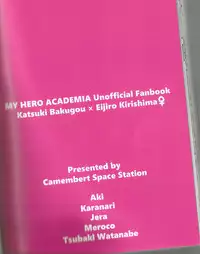 MY HERO ACADEMIA Unofficial Fanbook
Katsuki Bakugou × Eijiro Kirishima♀
Presented by
Camembert Space Station
Aki
Karanari
Jera
Meroco
Tsubaki Watanabe